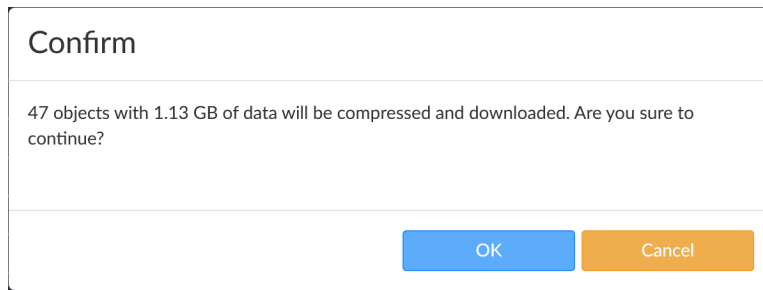 Confirm
47 objects with 1.13 GB of data will be compressed and downloaded. Are you sure to
continue?
OK
Cancel